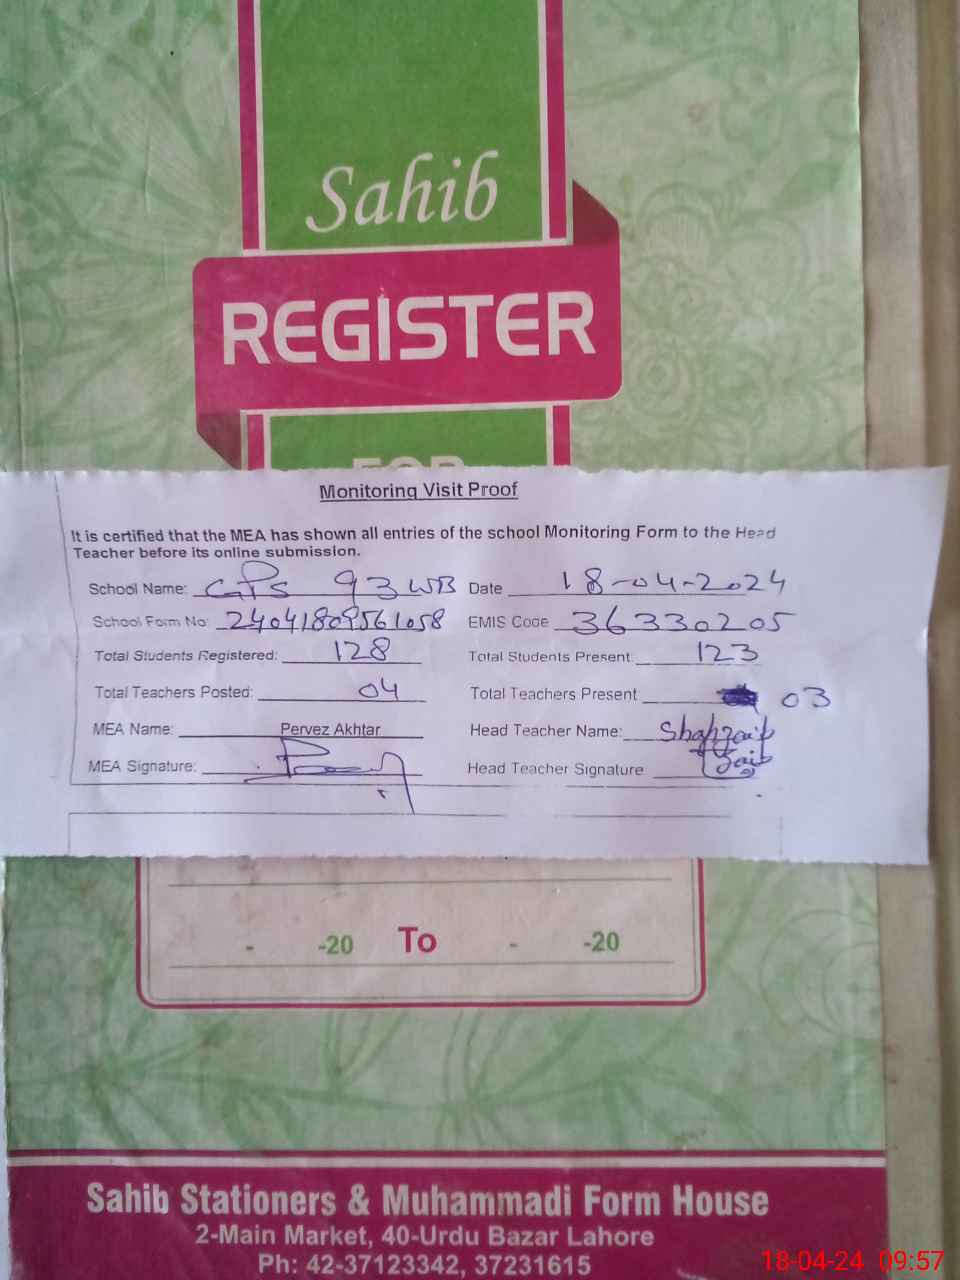 Sahib
REGISTER
FOR
Monitoring Visit Proof
It is certified that the MEA has shown all entries of the school Monitoring Form to the Head
Teacher before its online submission.
School Name: GPS 93 WB Date 18-04-2024
School Form No: 24041809561058 EMIS Code 36330205
Total Students Registered: 128 Total Students Present: 123
Total Teachers Posted: 04 Total Teachers Present: 03
MEA Name: Pervez Akhtar Head Teacher Name: Shahzaib
MEA Signature: Head Teacher Signature Zaib
- -20 To - -20
Sahib Stationers & Muhammadi Form House
2-Main Market, 40-Urdu Bazar Lahore
Ph: 42-37123342, 37231615
18-04-24 09:57